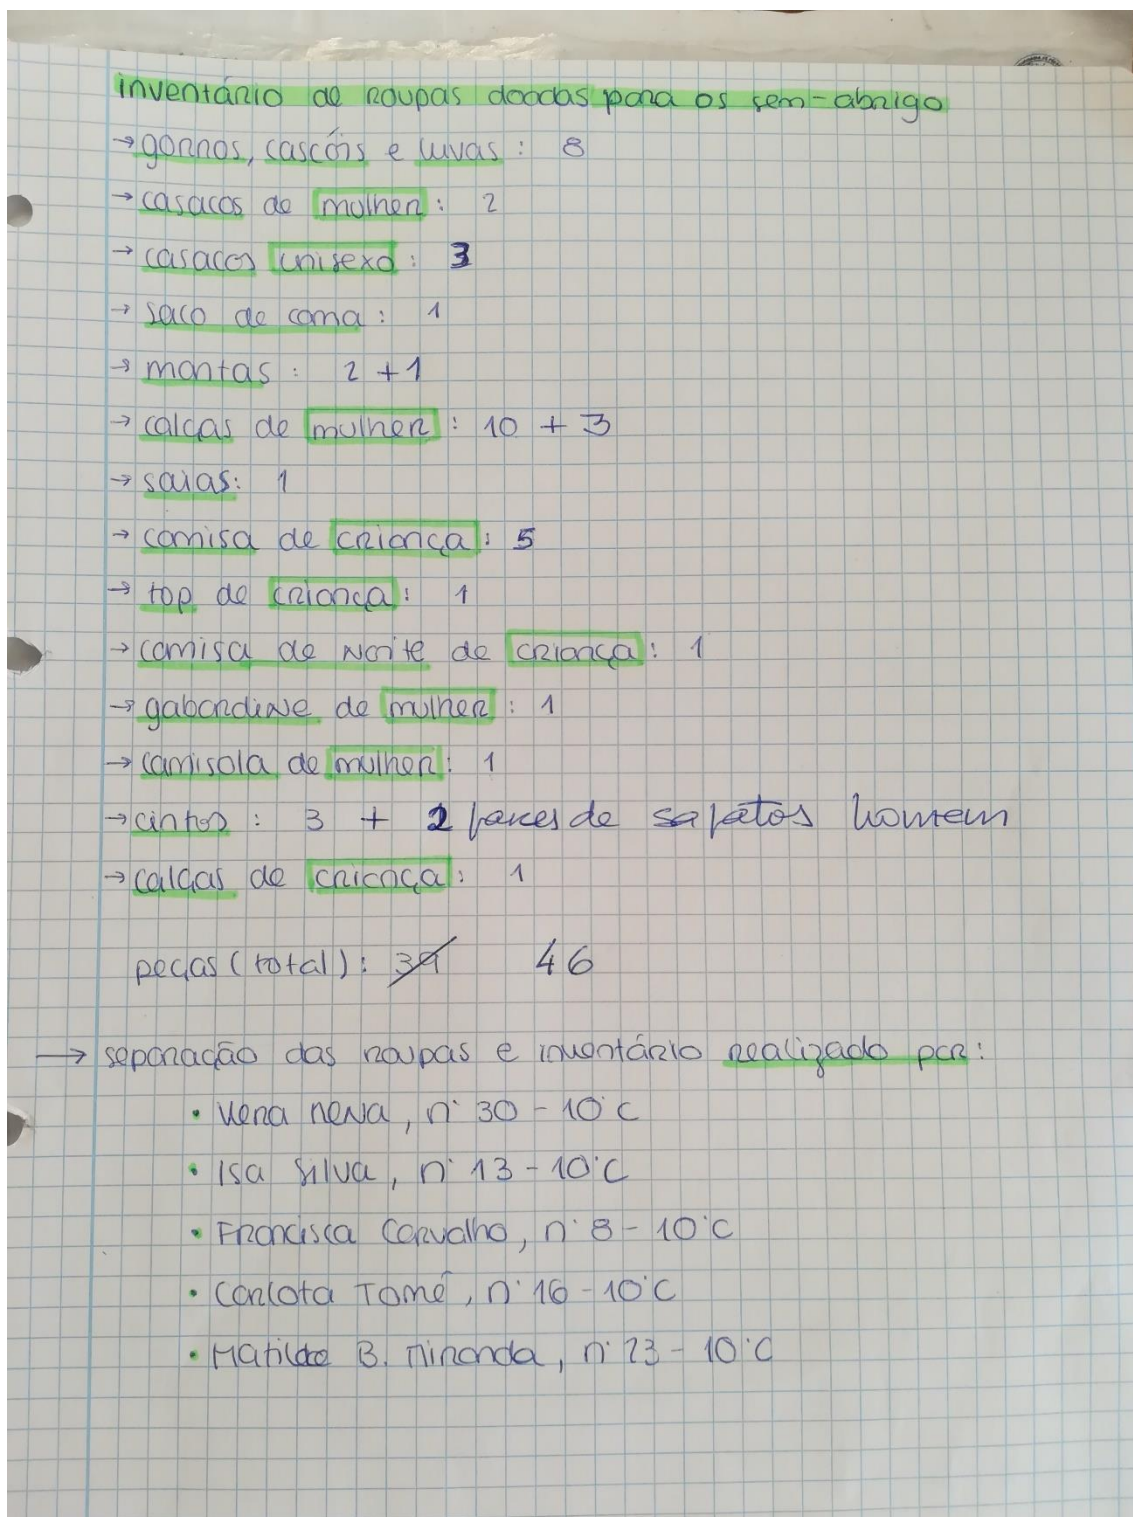 inventário de roupas doadas para os sem-abrigo
→ gorros, cascóis e luvas : 8
→ casacos de mulher : 2
→ casacos unisexo : 3
→ saco de cama : 1
→ mantas : 2 + 1
→ calças de mulher : 10 + 3
→ saias: 1
→ camisa de criança : 5
→ top de criança : 1
→ camisa de Noite de criança : 1
→ gabardine de mulher : 1
→ camisola de mulher : 1
→ cintos : 3 + 2 pares de sapatos homem
→ calças de criança : 1
peças (total) : 39 46
→ separação das roupas e inventário realizado por :
• neva, nº 30 - 10ºC
• Isa Silva, nº 13 - 10ºC
• Francisca Carvalho, nº 8 - 10ºC
• Carlota Tomé, nº 16 - 10ºC
• Matilde B. Miranda, nº 23 - 10ºC